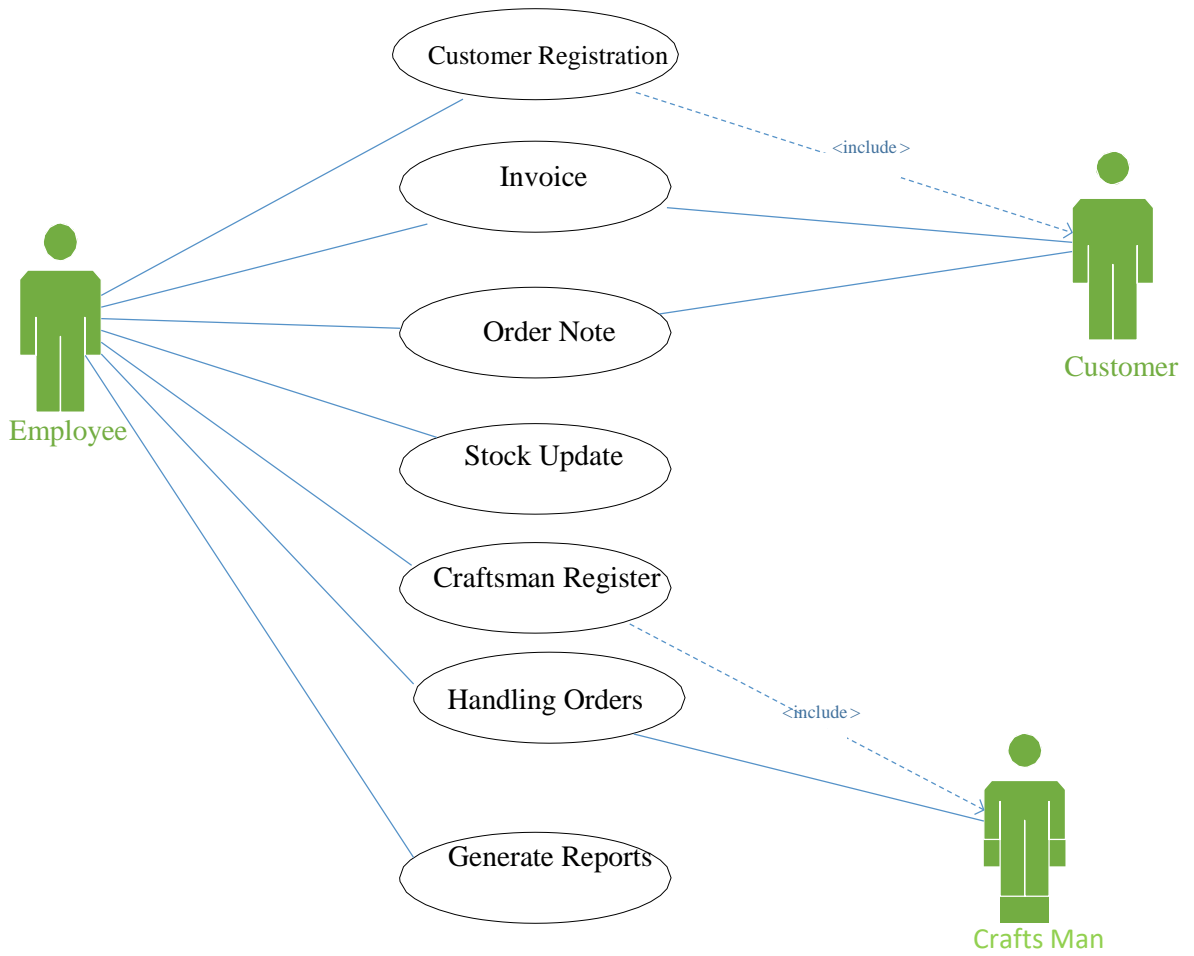 Customer Registration
<include>
Invoice
Order Note
Customer
Employee
Stock Update
Craftsman Register
Handling Orders
<include>
Generate Reports
Crafts Man